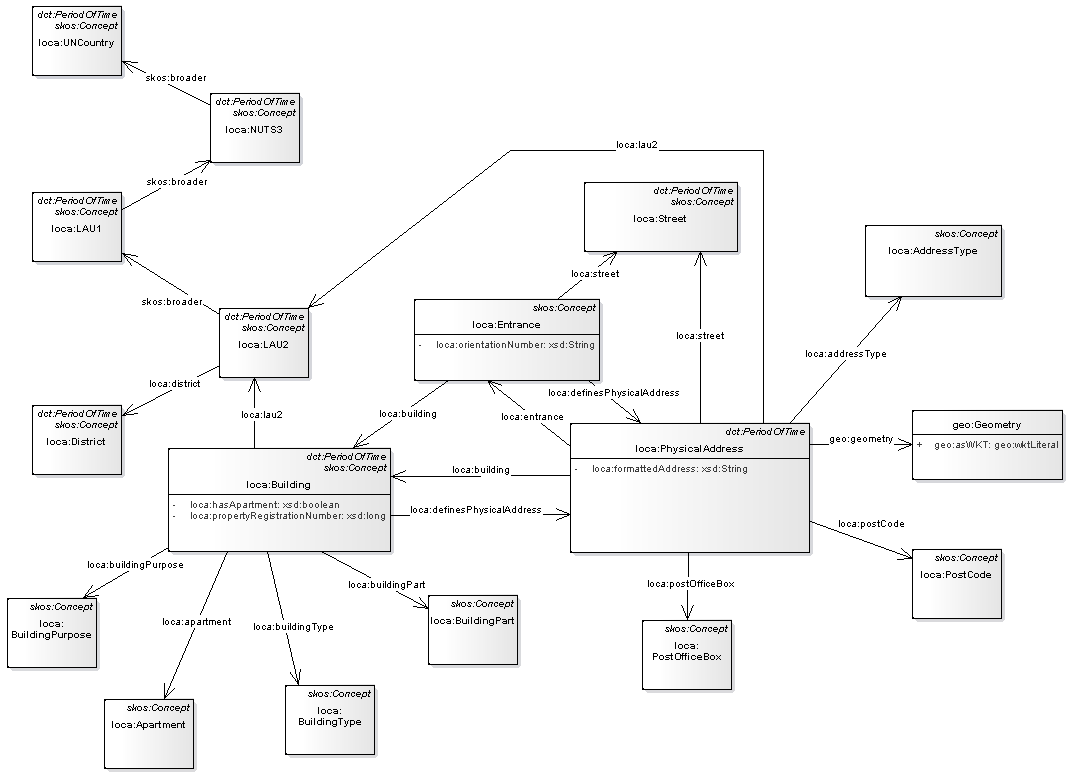 dct:PeriodOfTime
skos:Concept
loca:UNCountry
skos:broader
dct:PeriodOfTime
skos:Concept
loca:NUTS3
skos:broader
dct:PeriodOfTime
skos:Concept
loca:LAU1
skos:broader
dct:PeriodOfTime
skos:Concept
loca:LAU2
loca:district
dct:PeriodOfTime
skos:Concept
loca:District
loca:lau2
loca:lau2
dct:PeriodOfTime
skos:Concept
loca:Street
loca:street
skos:Concept
loca:Entrance
- loca:orientationNumber: xsd:String
loca:street
skos:Concept
loca:AddressType
loca:addressType
loca:building
loca:entrance
loca:definesPhysicalAddress
dct:PeriodOfTime
loca:PhysicalAddress
- loca:formattedAddress: xsd:String
geo:geometry
geo:Geometry
+ geo:asWKT: geo:wktLiteral
dct:PeriodOfTime
skos:Concept
loca:Building
- loca:hasApartment: xsd:boolean
- loca:propertyRegistrationNumber: xsd:long
loca:building
loca:definesPhysicalAddress
loca:postCode
skos:Concept
loca:PostCode
loca:postOfficeBox
skos:Concept
loca:
PostOfficeBox
loca:buildingPurpose
skos:Concept
loca:
BuildingPurpose
loca:apartment
skos:Concept
loca:Apartment
loca:buildingType
skos:Concept
loca:
BuildingType
loca:buildingPart
skos:Concept
loca:BuildingPart